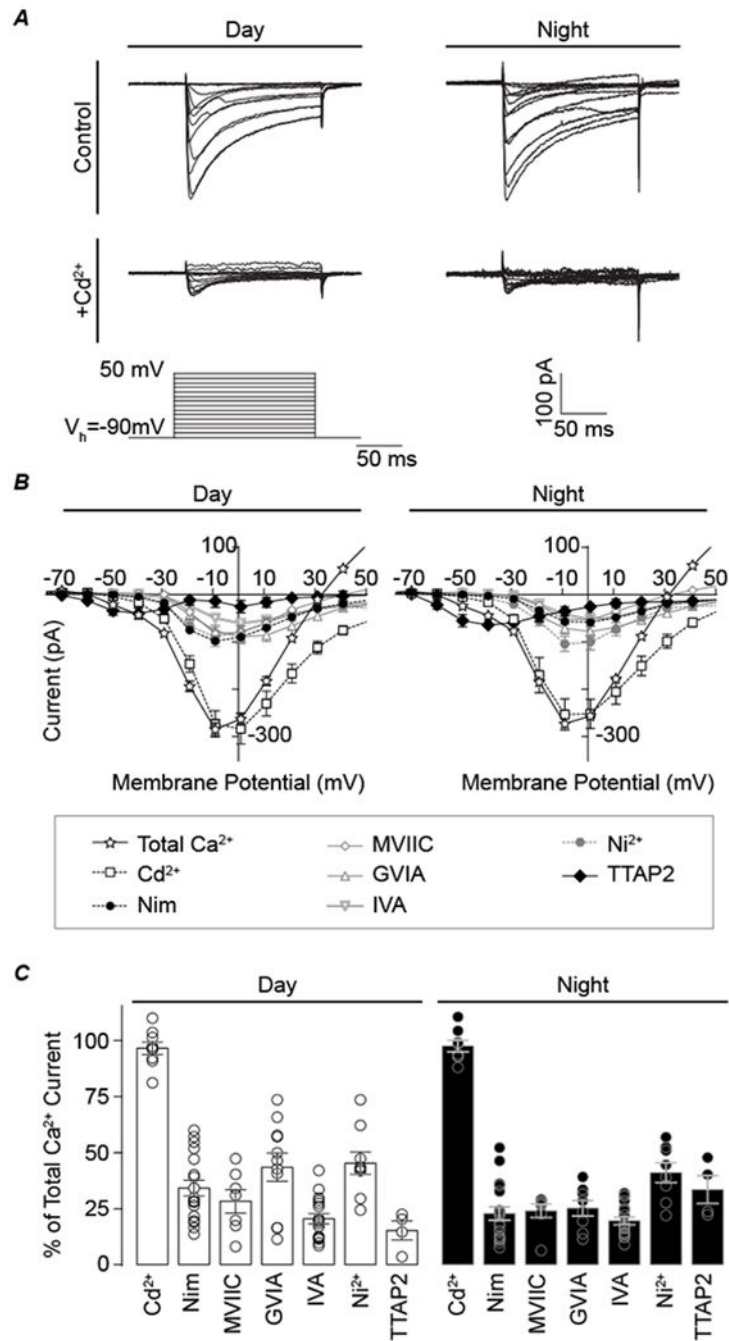 A
Day Night
Control
+Cd²⁺
50 mV
Vₕ=-90mV
50 ms
100 pA
50 ms
B
Day Night
100 100
-70 -50 -30 -10 10 30 50 -70 -50 -30 -10 10 30 50
Current (pA)
-300 -300
Membrane Potential (mV) Membrane Potential (mV)
Total Ca²⁺ MVIIC Ni²⁺
Cd²⁺ GVIA TTAP2
Nim IVA
C
Day Night
% of Total Ca²⁺ Current
100
75
50
25
0
Cd²⁺ Nim MVIIC GVIA IVA Ni²⁺ TTAP2 Cd²⁺ Nim MVIIC GVIA IVA Ni²⁺ TTAP2